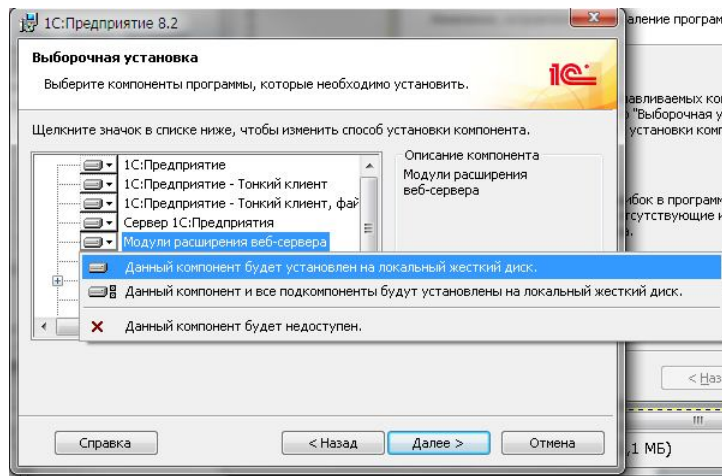 1С:Предприятие 8.2
Выборочная установка
Выберите компоненты программы, которые необходимо установить.
1С
Щелкните значок в списке ниже, чтобы изменить способ установки компонента.
1С:Предприятие
1С:Предприятие - Тонкий клиент
1С:Предприятие - Тонкий клиент, фай
Сервер 1С:Предприятия
Модули расширения веб-сервера
Описание компонента
Модули расширения
веб-сервера
Данный компонент будет установлен на локальный жесткий диск.
Данный компонент и все подкомпоненты будут установлены на локальный жесткий диск.
Данный компонент будет недоступен.
Справка
< Назад
Далее >
Отмена
аление програм
авливаемых ко
"Выборочная у
установки комп
ибок в програм
тсутствующие и
а.
< Наз
,1 МБ)